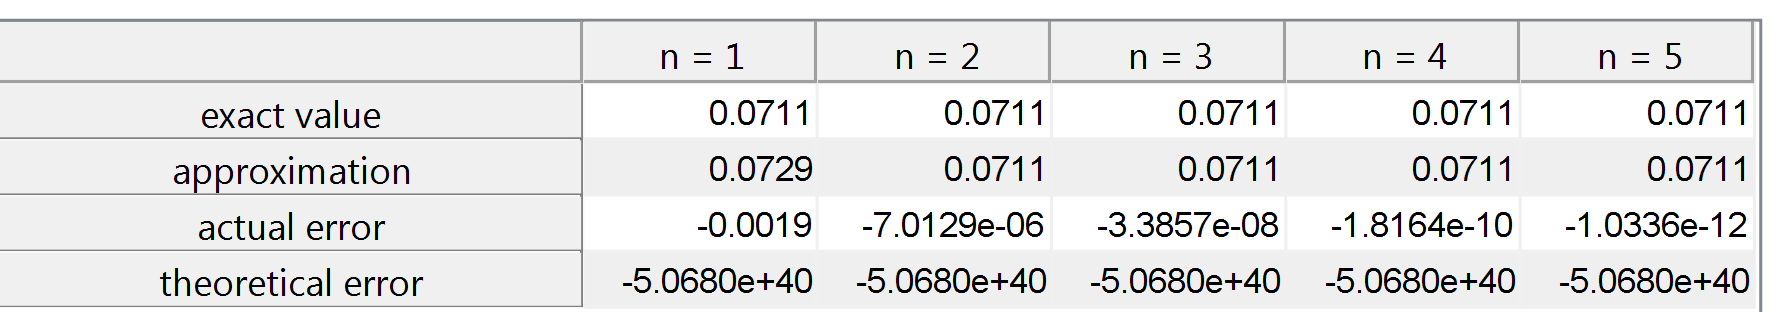 n = 1 n = 2 n = 3 n = 4 n = 5
exact value 0.0711 0.0711 0.0711 0.0711 0.0711
approximation 0.0729 0.0711 0.0711 0.0711 0.0711
actual error -0.0019 -7.0129e-06 -3.3857e-08 -1.8164e-10 -1.0336e-12
theoretical error -5.0680e+40 -5.0680e+40 -5.0680e+40 -5.0680e+40 -5.0680e+40